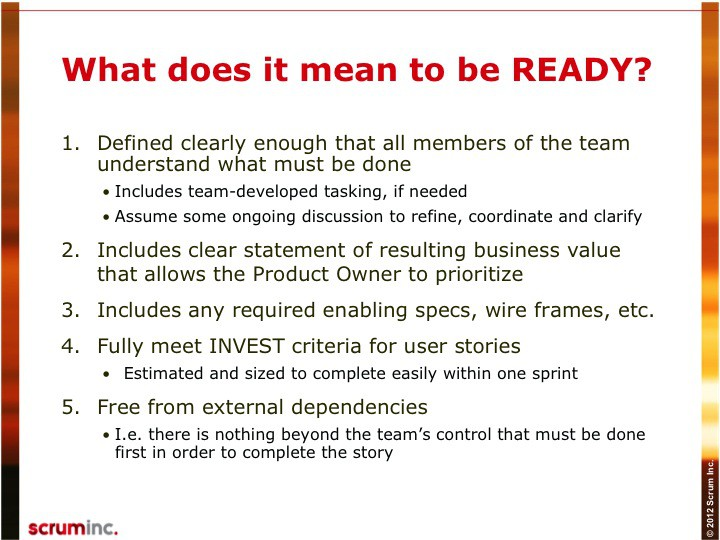 What does it mean to be READY?
1. Defined clearly enough that all members of the team
understand what must be done
• Includes team-developed tasking, if needed
• Assume some ongoing discussion to refine, coordinate and clarify
2. Includes clear statement of resulting business value
that allows the Product Owner to prioritize
3. Includes any required enabling specs, wire frames, etc.
4. Fully meet INVEST criteria for user stories
• Estimated and sized to complete easily within one sprint
5. Free from external dependencies
• I.e. there is nothing beyond the team’s control that must be done
first in order to complete the story
scruminc.
© 2012 Scrum Inc.